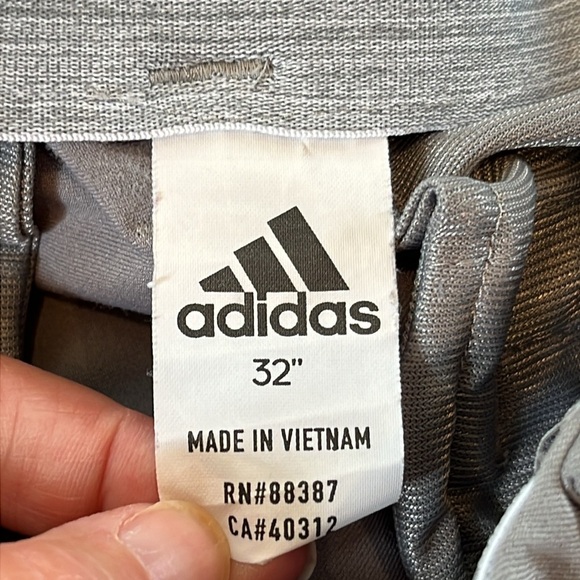 adidas
32"
MADE IN VIETNAM
RN#88387
CA#40312